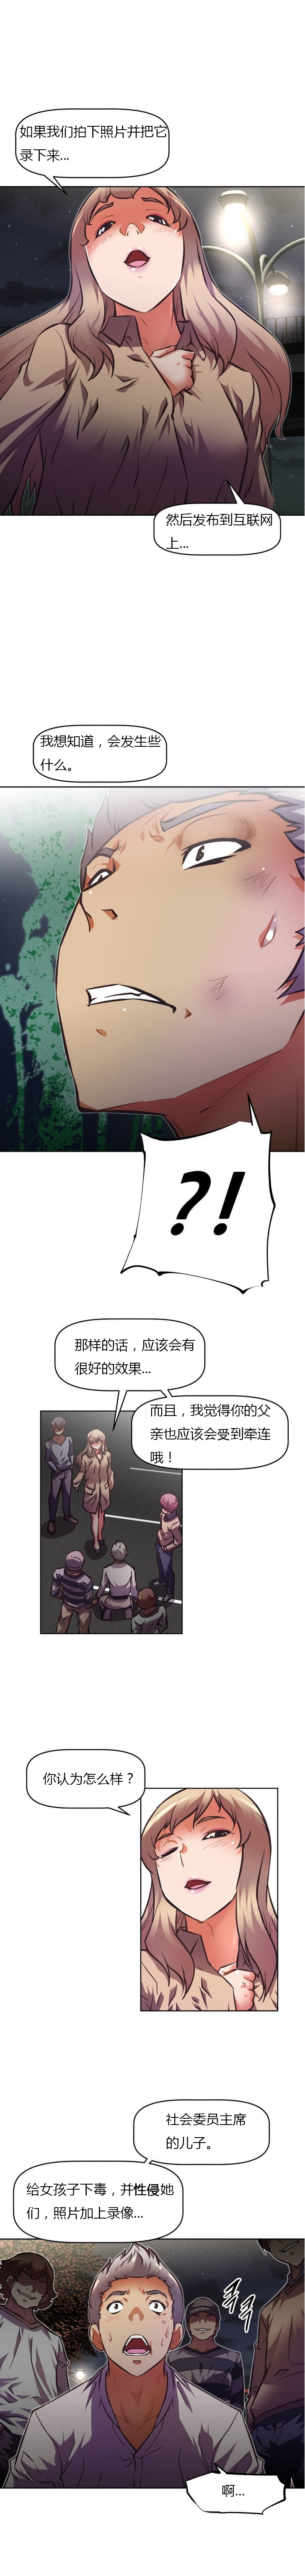 如果我们拍下照片并把它
录下来...
然后发布到互联网
上...
我想知道，会发生些
什么。
?!
那样的话，应该会有
很好的效果...
而且，我觉得你的父
亲也应该会受到牵连
哦！
你认为怎么样？
社会委员主席
的儿子。
给女孩子下毒，并性侵她
们，照片加上录像...
啊...